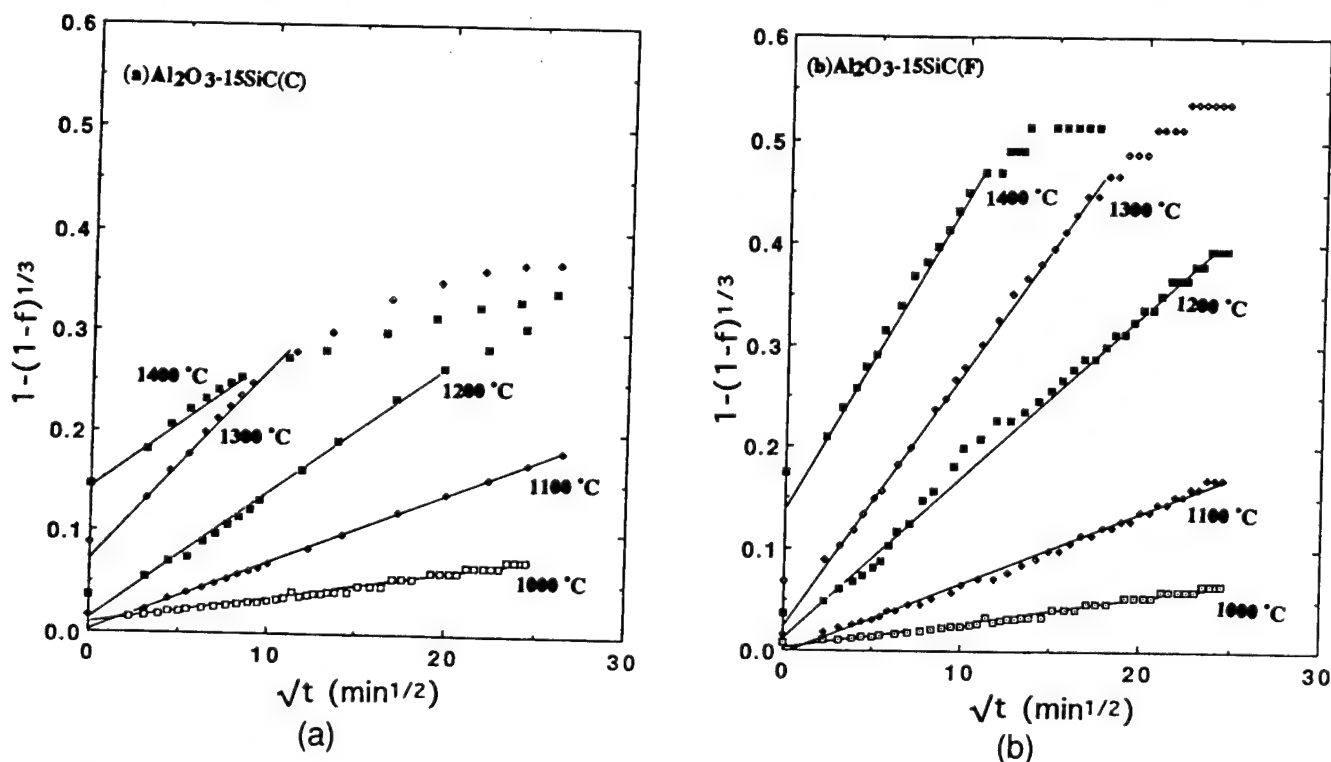 (a)Al₂O₃-15SiC(C)
1-(1-f)1/3
0.6
0.5
0.4
0.3
0.2
0.1
0.0
1400 °C
1300 °C
1200 °C
1100 °C
1000 °C
0
10
20
30
√t (min1/2)
(a)
(b)Al₂O₃-15SiC(F)
1-(1-f)1/3
0.6
0.5
0.4
0.3
0.2
0.1
0.0
1400 °C
1300 °C
1200 °C
1100 °C
1000 °C
0
10
20
30
√t (min1/2)
(b)